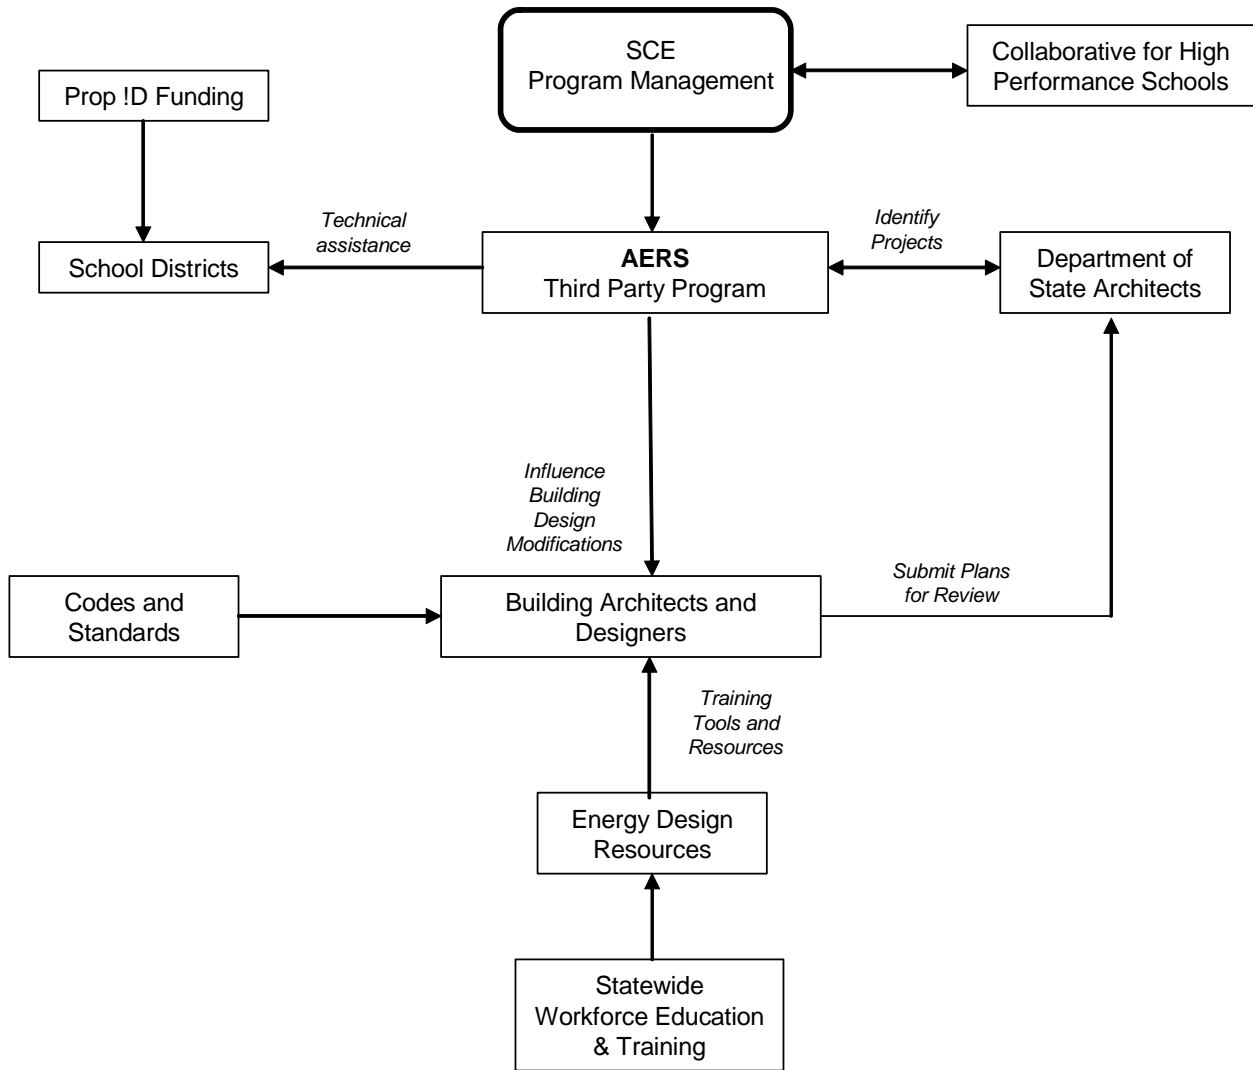 SCE
Program Management
Collaborative for High
Performance Schools
Prop !D Funding
Technical
assistance
Identify
Projects
School Districts
AERS
Third Party Program
Department of
State Architects
Influence
Building
Design
Modifications
Submit Plans
for Review
Codes and
Standards
Building Architects and
Designers
Training
Tools and
Resources
Energy Design
Resources
Statewide
Workforce Education
& Training